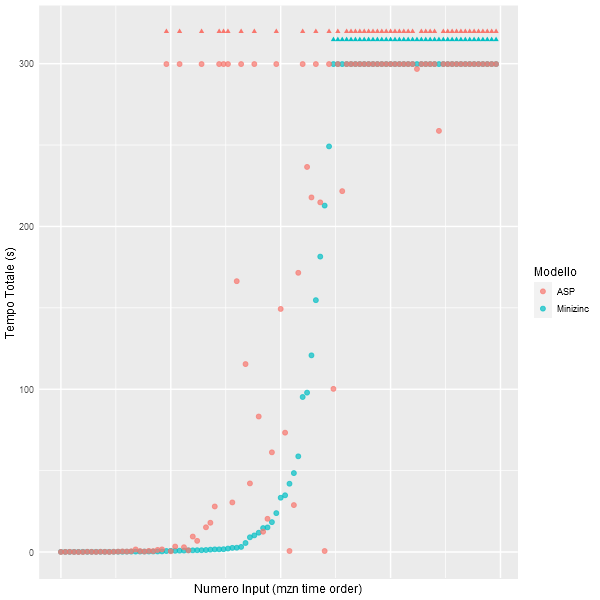 300
200
100
0
Tempo Totale (s)
Numero Input (mzn time order)
Modello
ASP
Minizinc